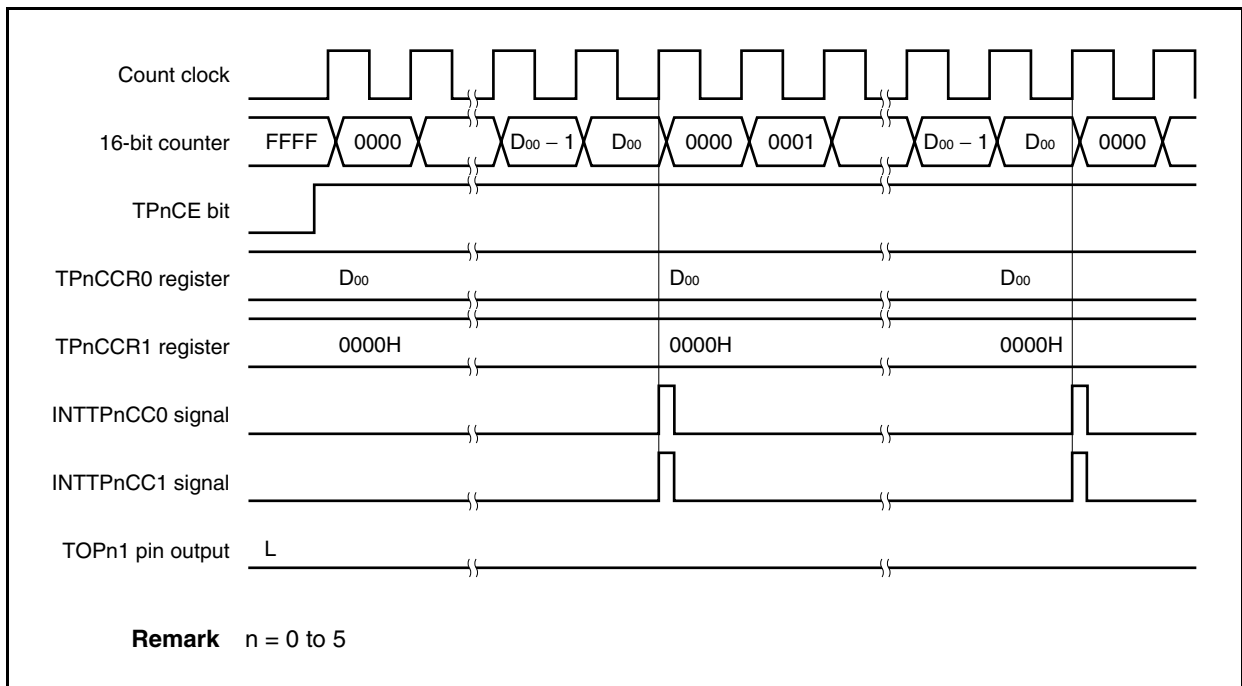 Count clock
16-bit counter FFFF 0000 D₀₀ − 1 D₀₀ 0000 0001 D₀₀ − 1 D₀₀ 0000
TPnCE bit
TPnCCR0 register D₀₀ D₀₀ D₀₀
TPnCCR1 register 0000H 0000H 0000H
INTTPnCC0 signal
INTTPnCC1 signal
TOPn1 pin output L
Remark n = 0 to 5